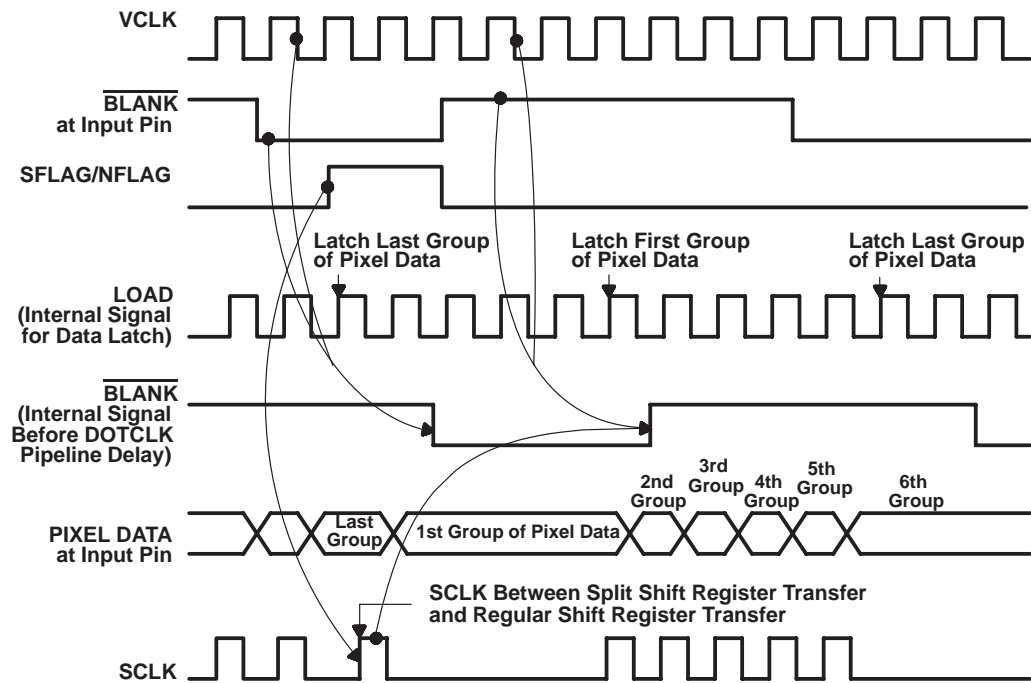 VCLK
BLANK
at Input Pin
SFLAG/NFLAG
Latch Last Group
of Pixel Data
Latch First Group
of Pixel Data
Latch Last Group
of Pixel Data
LOAD
(Internal Signal
for Data Latch)
BLANK
(Internal Signal
Before DOTCLK
Pipeline Delay)
2nd
Group
3rd
Group
4th
Group
5th
Group
6th
Group
PIXEL DATA
at Input Pin
Last
Group
1st Group of Pixel Data
SCLK Between Split Shift Register Transfer
and Regular Shift Register Transfer
SCLK